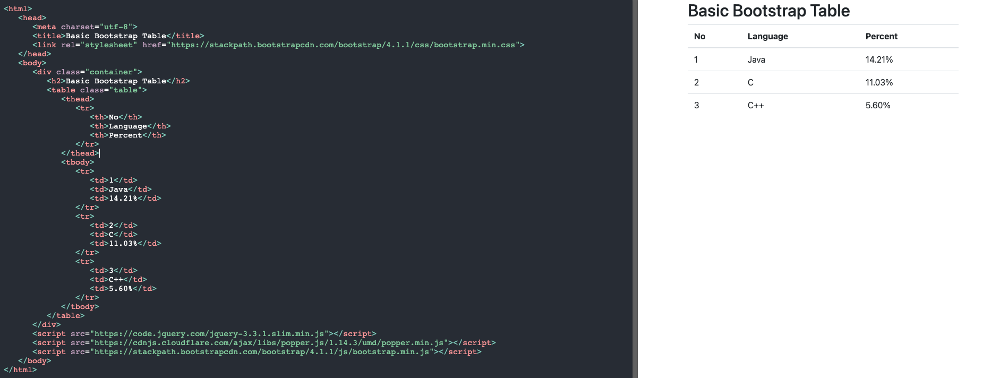 <html>
<head>
<meta charset="utf-8">
<title>Basic Bootstrap Table</title>
<link rel="stylesheet" href="https://stackpath.bootstrapcdn.com/bootstrap/4.1.1/css/bootstrap.min.css">
</head>
<body>
<div class="container">
<h2>Basic Bootstrap Table</h2>
<table class="table">
<thead>
<tr>
<th>No</th>
<th>Language</th>
<th>Percent</th>
</tr>
</thead>
<tbody>
<tr>
<td>1</td>
<td>Java</td>
<td>14.21%</td>
</tr>
<tr>
<td>2</td>
<td>C</td>
<td>11.03%</td>
</tr>
<tr>
<td>3</td>
<td>C++</td>
<td>5.60%</td>
</tr>
</tbody>
</table>
</div>
<script src="https://code.jquery.com/jquery-3.3.1.slim.min.js"></script>
<script src="https://cdnjs.cloudflare.com/ajax/libs/popper.js/1.14.3/umd/popper.min.js"></script>
<script src="https://stackpath.bootstrapcdn.com/bootstrap/4.1.1/js/bootstrap.min.js"></script>
</body>
</html>
Basic Bootstrap Table
No Language Percent
1 Java 14.21%
2 C 11.03%
3 C++ 5.60%